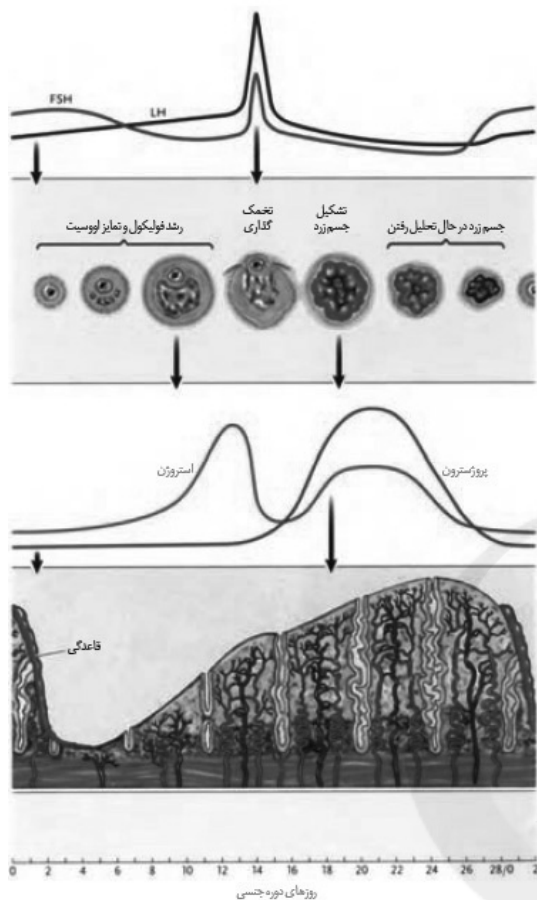 FSH
LH
رشد فولیکول و تمایز اووسیت
تخمک
گذاری
تشکیل
جسم زرد
جسم زرد در حال تحلیل رفتن
استروژن
پروژسترون
قاعدگی
0 2 4 6 8 10 12 14 16 18 20 22 24 26 28/0 2
روزهای دوره جنسی